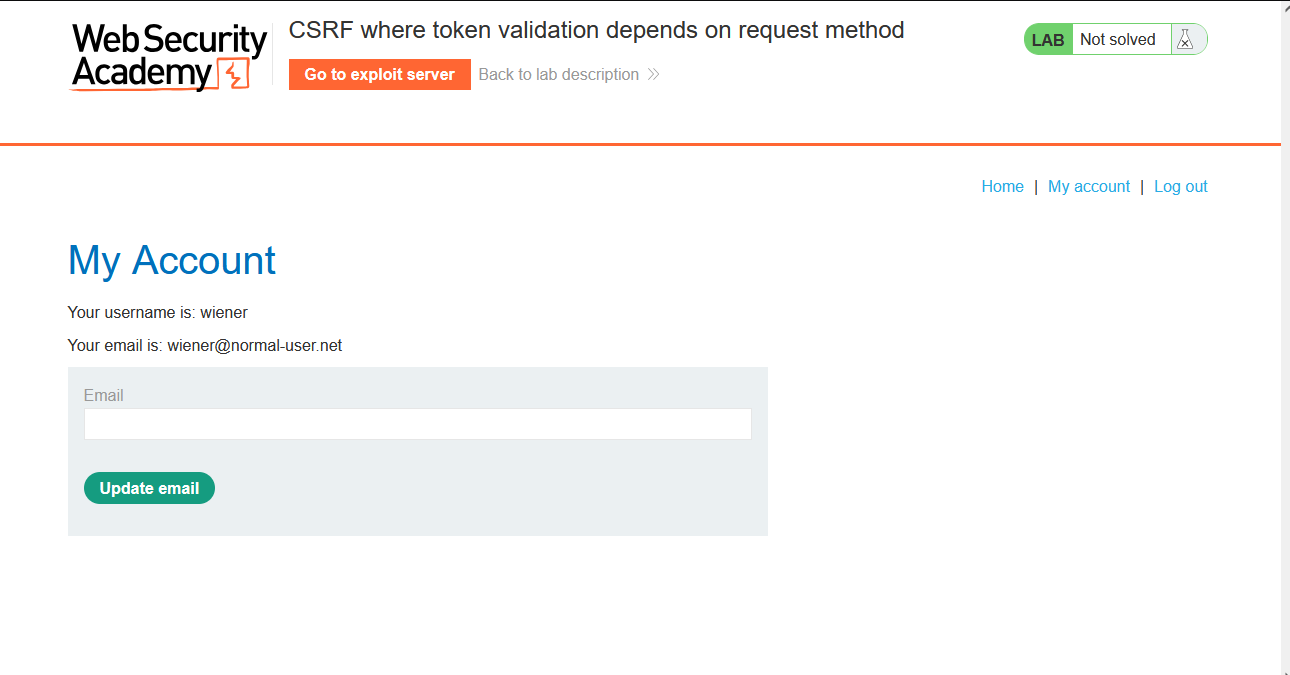 Web Security
Academy
CSRF where token validation depends on request method
Go to exploit server
Back to lab description
LAB
Not solved
Home | My account | Log out
My Account
Your username is: wiener
Your email is: wiener@normal-user.net
Email
Update email